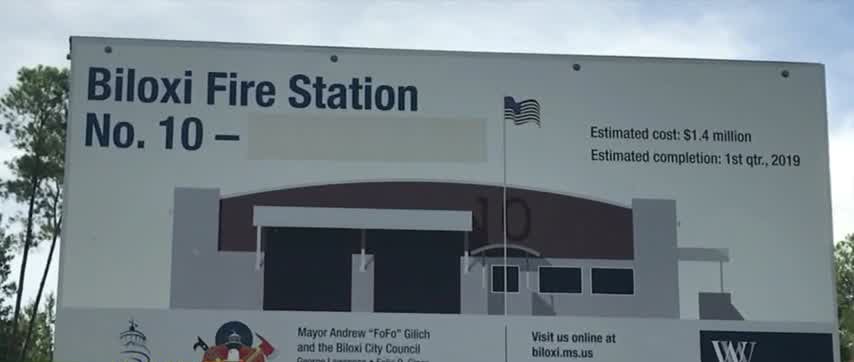 Biloxi Fire Station
No. 10 –
Estimated cost: $1.4 million
Estimated completion: 1st qtr., 2019
10
Mayor Andrew "FoFo" Gilich
and the Biloxi City Council
Visit us online at
biloxi.ms.us